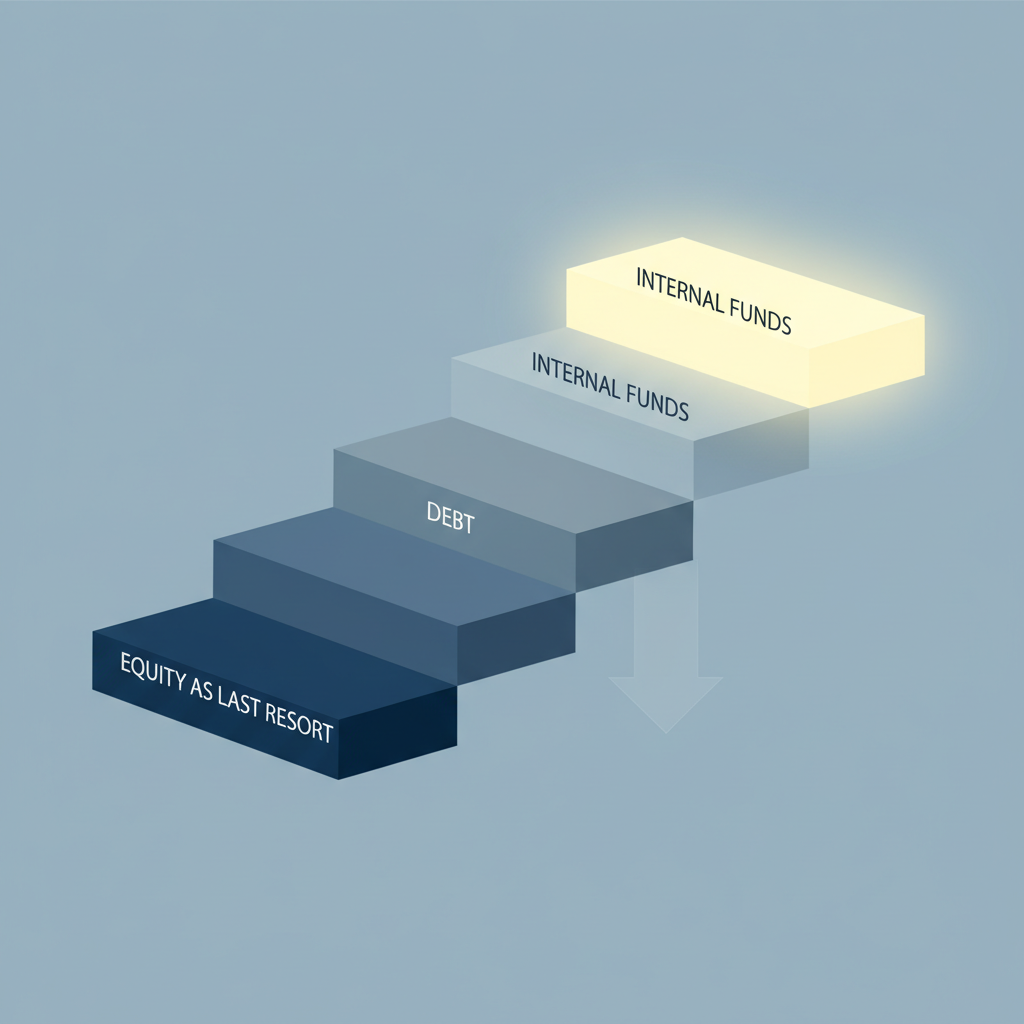 INTERNAL FUNDS
INTERNAL FUNDS
DEBT
EQUITY AS LAST RESORT